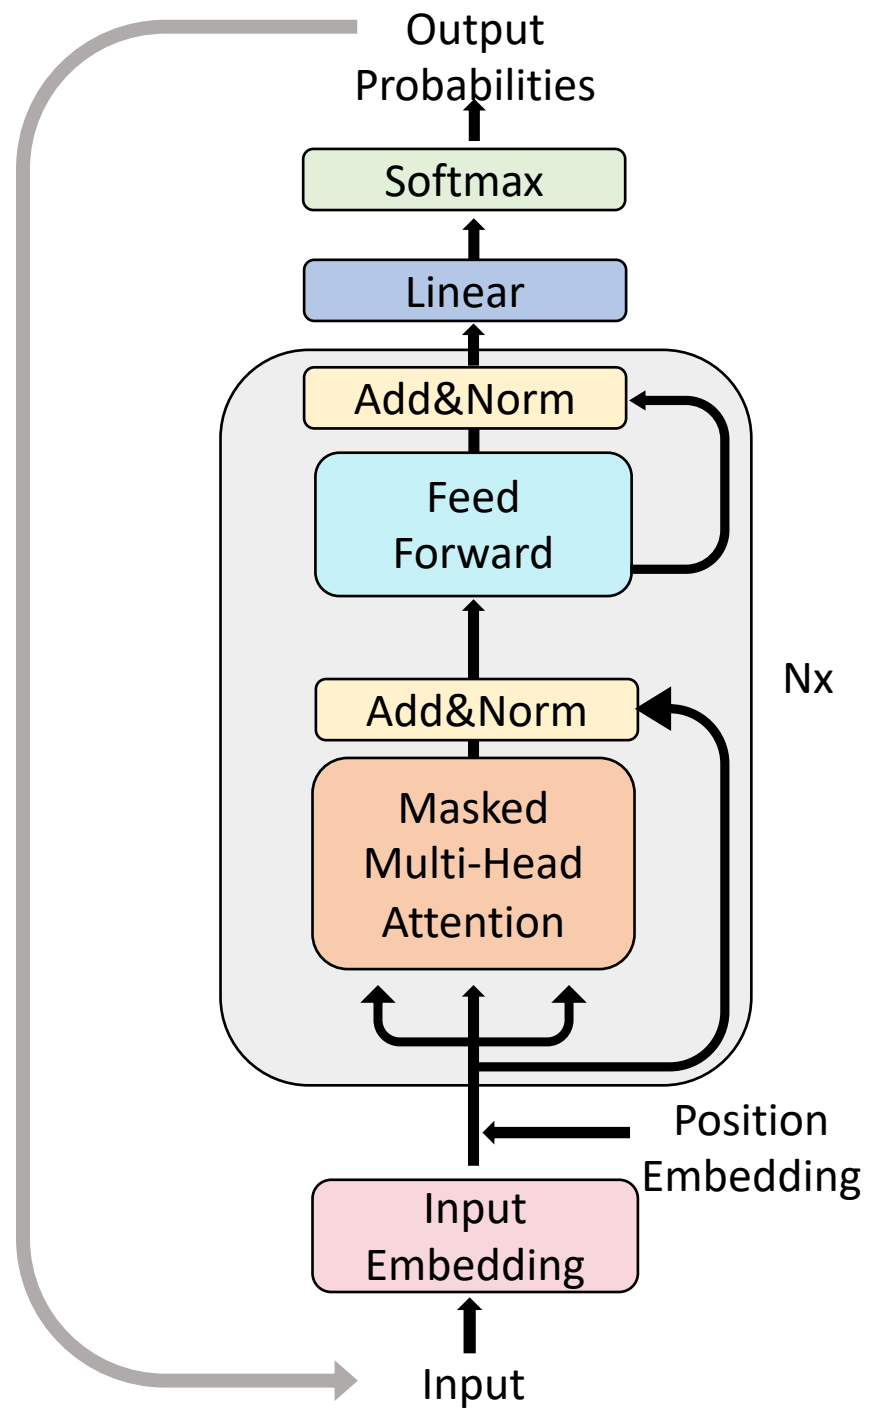 Output
Probabilities
Softmax
Linear
Add&Norm
Feed
Forward
Nx
Add&Norm
Masked
Multi-Head
Attention
Position
Embedding
Input
Embedding
Input